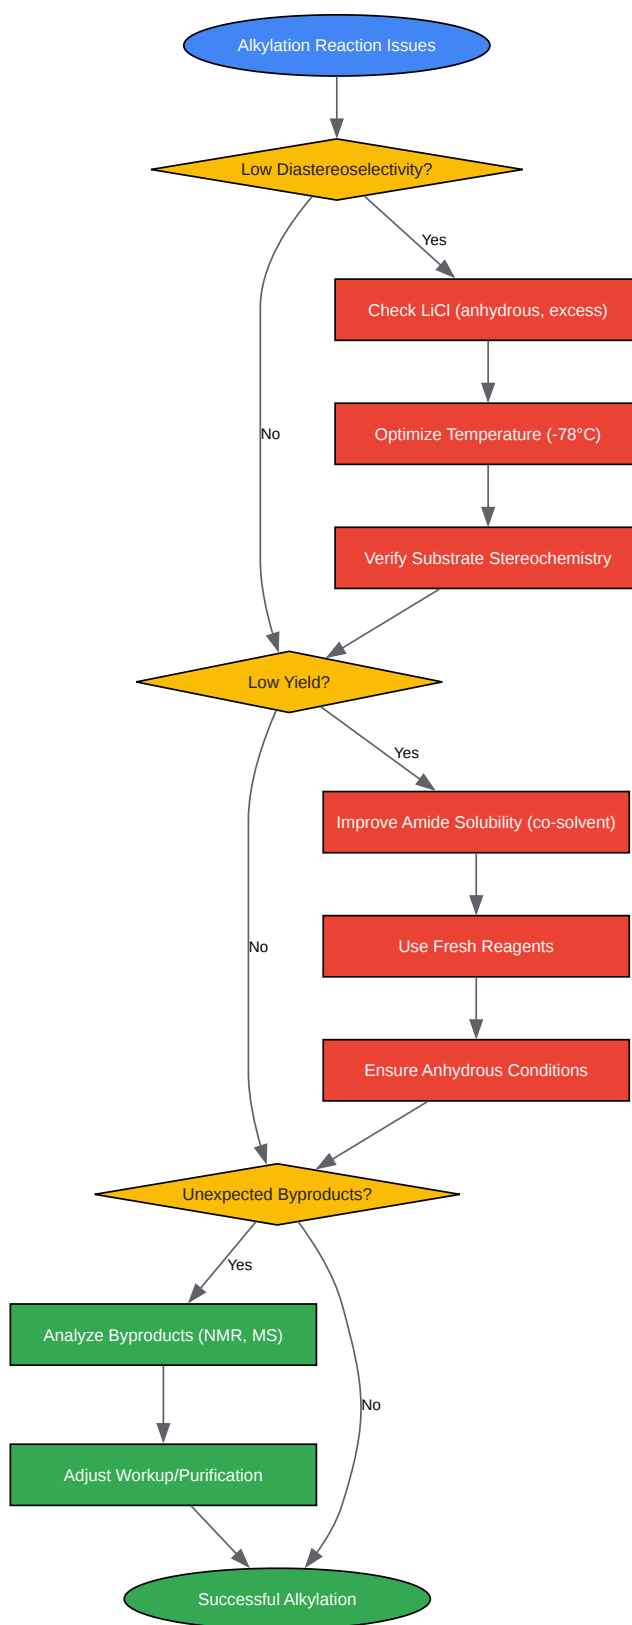 Alkylation Reaction Issues
Low Diastereoselectivity?
Yes
Check LiCl (anhydrous, excess)
No
Optimize Temperature (-78°C)
Verify Substrate Stereochemistry
Low Yield?
Yes
Improve Amide Solubility (co-solvent)
No
Use Fresh Reagents
Ensure Anhydrous Conditions
Unexpected Byproducts?
Yes
Analyze Byproducts (NMR, MS)
No
Adjust Workup/Purification
Successful Alkylation